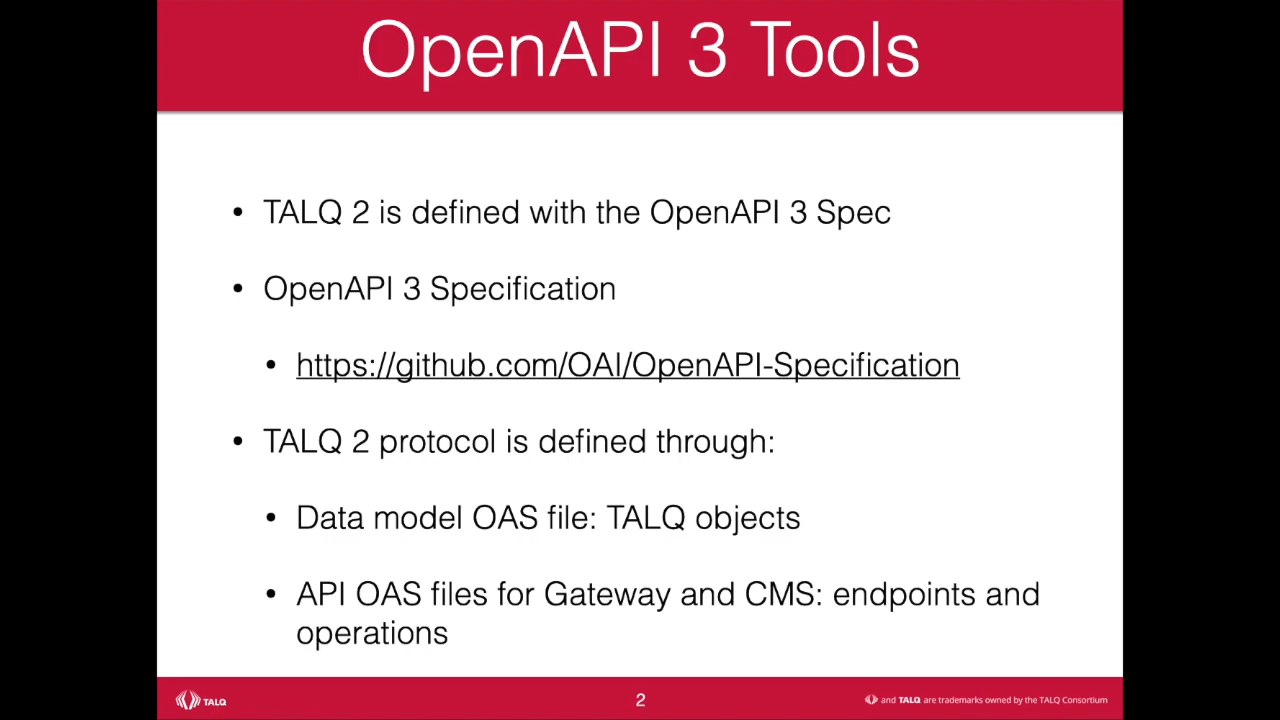 OpenAPI 3 Tools
• TALQ 2 is defined with the OpenAPI 3 Spec
• OpenAPI 3 Specification
• https://github.com/OAI/OpenAPI-Specification
• TALQ 2 protocol is defined through:
• Data model OAS file: TALQ objects
• API OAS files for Gateway and CMS: endpoints and
operations
TALQ
2
and TALQ are trademarks owned by the TALQ Consortium